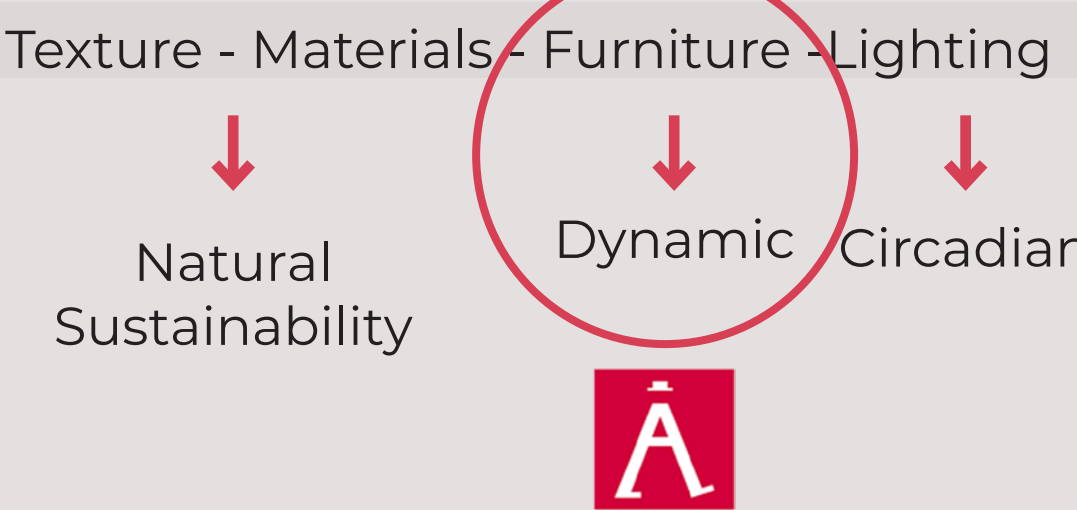 Texture - Materials - Furniture -Lighting
Natural
Sustainability
Dynamic
Circadian